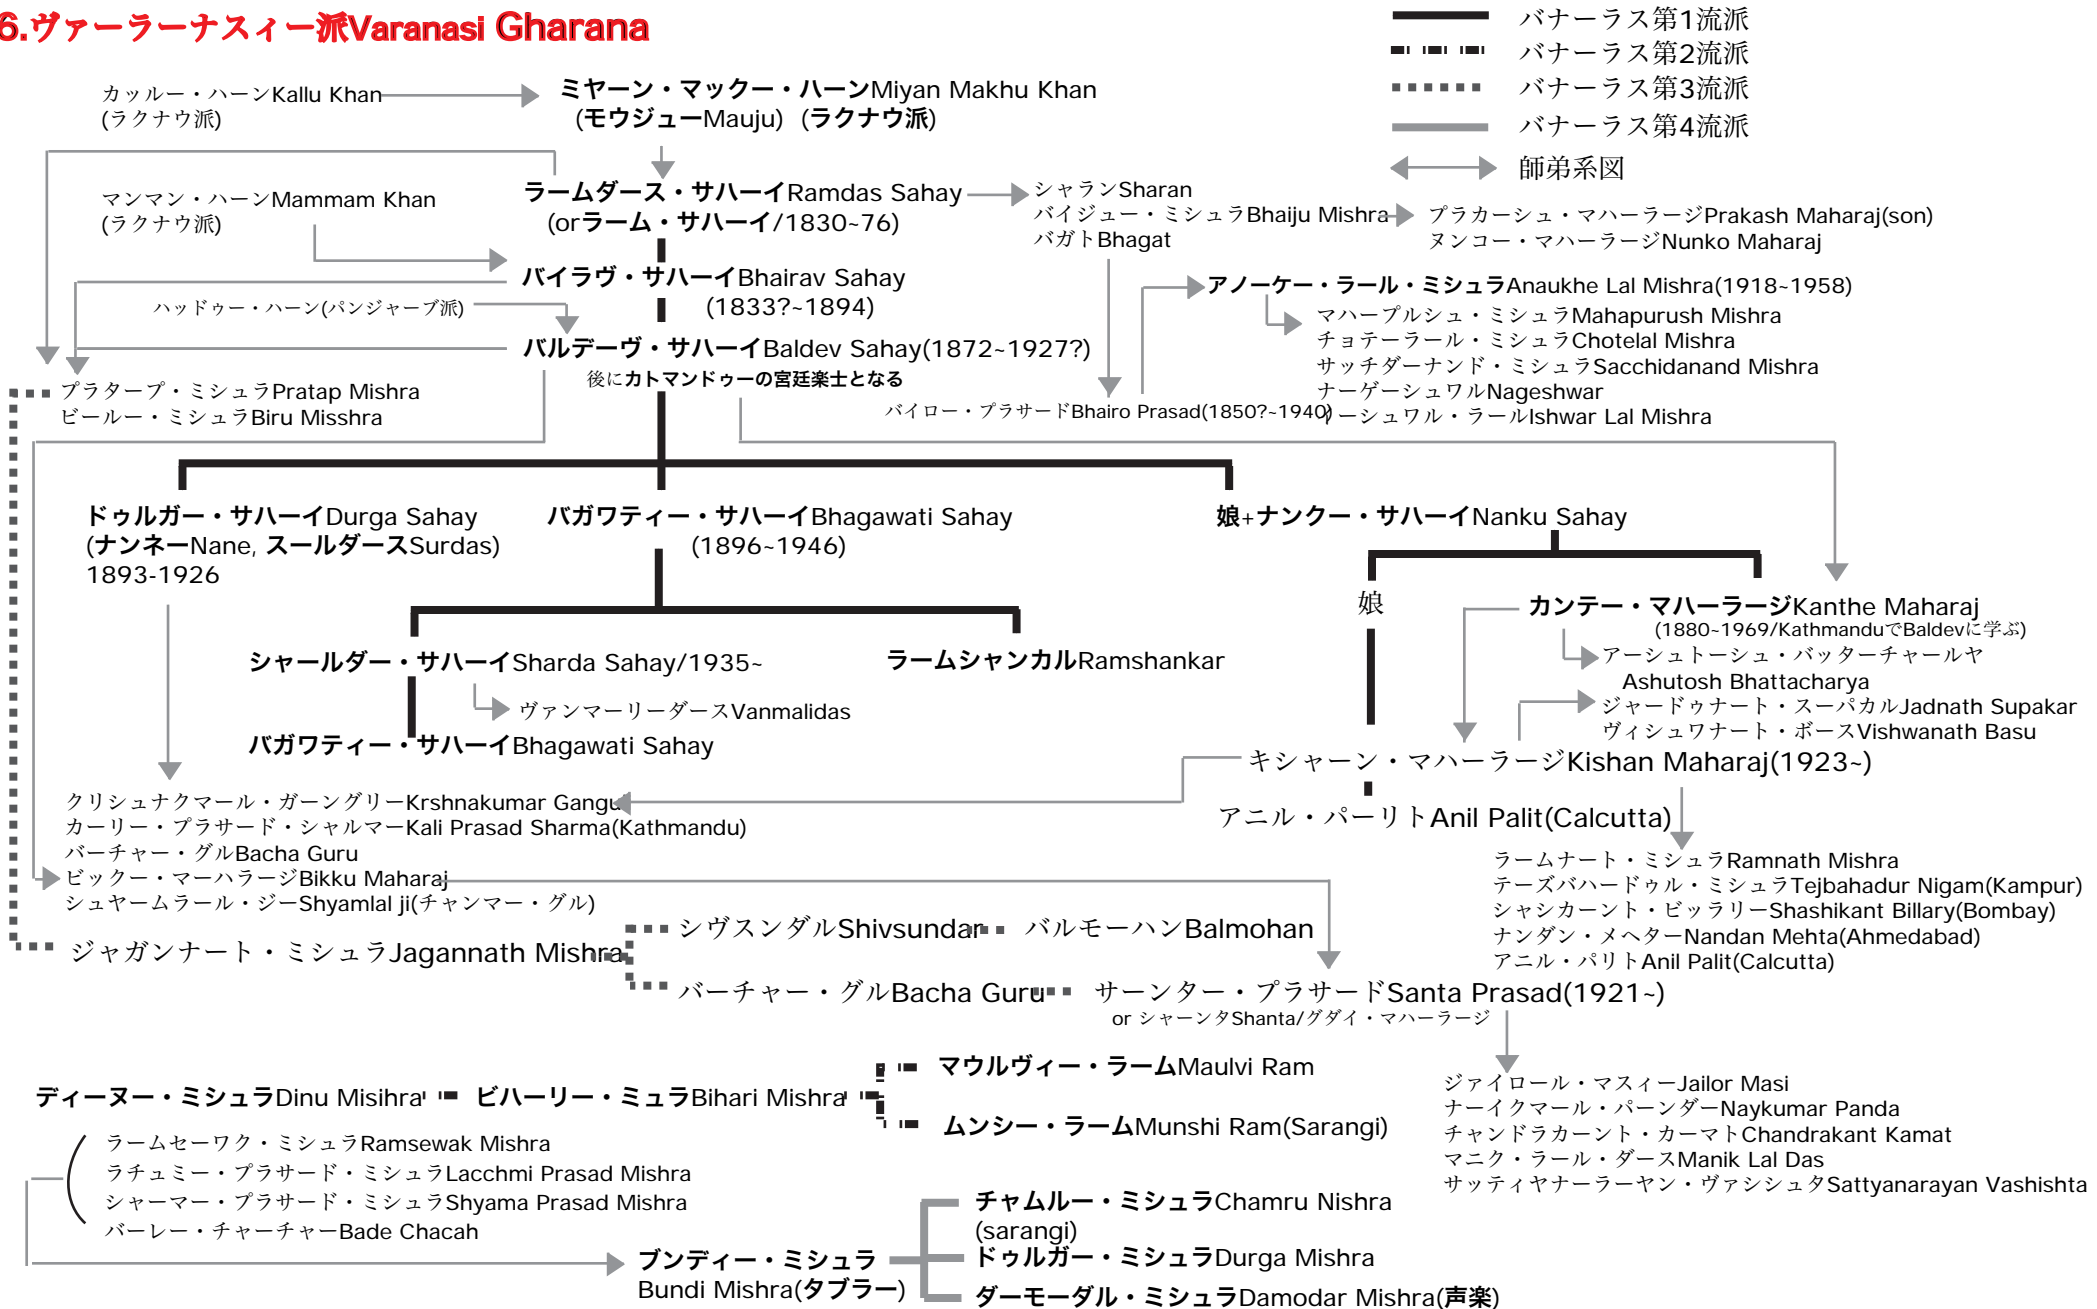 6.ヴァーラーナスィー派Varanasi Gharana
バナーラス第1流派
バナーラス第2流派
バナーラス第3流派
バナーラス第4流派
師弟系図
カッルー・ハーンKallu Khan
(ラクナウ派)
ミヤーン・マックー・ハーンMiyan Makhu Khan
(モウジューMauju) (ラクナウ派)
マンマン・ハーンMammam Khan
(ラクナウ派)
ラームダース・サハーイRamdas Sahay
(orラーム・サハーイ/1830~76)
シャランSharan
バイジュー・ミシュラBhaiju Mishra
バガトBhagat
プラカーシュ・マハーラージPrakash Maharaj(son)
ヌンコー・マハーラージNunko Maharaj
バイラヴ・サハーイBhairav Sahay
(1833?~1894)
ハッドゥー・ハーン(パンジャーブ派)
アノーケー・ラール・ミシュラAnaukhe Lal Mishra(1918~1958)
マハープルシュ・ミシュラMahapurush Mishra
チョテーラール・ミシュラChotelal Mishra
サッチダーナンド・ミシュラSacchidanand Mishra
ナーゲーシュワルNageshwar
イーシュワル・ラールIshwar Lal Mishra
バルデーヴ・サハーイBaldev Sahay(1872~1927?)
後にカトマンドゥーの宮廷楽士となる
プラタープ・ミシュラPratap Mishra
ビールー・ミシュラBiru Misshra
バイロー・プラサードBhairo Prasad(1850?~1940)
ドゥルガー・サハーイDurga Sahay
(ナンネーNane, スールダースSurdas)
1893-1926
バガワティー・サハーイBhagawati Sahay
(1896~1946)
娘+ナンクー・サハーイNanku Sahay
娘
カンテー・マハーラージKanthe Maharaj
(1880~1969/KathmanduでBaldevに学ぶ)
アーシュトーシュ・バッターチャールヤ
Ashutosh Bhattacharya
ジャードゥナート・スーパカルJadnath Supakar
ヴィシュワナート・ボースVishwanath Basu
シャールダー・サハーイSharda Sahay/1935~
ラームシャンカルRamshankar
ヴァンマーリーダースVanmalidas
バガワティー・サハーイBhagawati Sahay
キシャーン・マハーラージKishan Maharaj(1923~)
アニル・パーリトAnil Palit(Calcutta)
クリシュナクマール・ガーングリーKrshnakumar Gangu
カーリー・プラサード・シャルマーKali Prasad Sharma(Kathmandu)
バーチャー・グルBacha Guru
ビックー・マーハラージBikku Maharaj
シュヤームラール・ジーShyamlal ji(チャンマー・グル)
ラームナート・ミシュラRamnath Mishra
テーズバハードゥル・ミシュラTejbahadur Nigam(Kampur)
シャシカーント・ビッラリーShashikant Billary(Bombay)
ナンダン・メヘターNandan Mehta(Ahmedabad)
アニル・パリトAnil Palit(Calcutta)
ジャガンナート・ミシュラJagannath Mishra
シヴスンダルShivsundar
バルモーハンBalmohan
バーチャー・グルBacha Guru
サーンター・プラサードSanta Prasad(1921~)
or シャーンタShanta/グダイ・マハーラージ
ジァイロール・マスィーJailor Masi
ナーイクマール・パーンダーNaykumar Panda
チャンドラカーント・カーマトChandrakant Kamat
マニク・ラール・ダースManik Lal Das
サッティヤナーラーヤン・ヴァシシュタSattyanarayan Vashishta
ディーヌー・ミシュラDinu Misihra
ビハーリー・ミュラBihari Mishra
マウルヴィー・ラームMaulvi Ram
ムンシー・ラームMunshi Ram(Sarangi)
ラームセーワク・ミシュラRamsewak Mishra
ラチュミー・プラサード・ミシュラLacchmi Prasad Mishra
シャーマー・プラサード・ミシュラShyama Prasad Mishra
バーレー・チャーチャーBade Chacah
ブンディー・ミシュラ
Bundi Mishra(タブラー)
チャムルー・ミシュラChamru Nishra
(sarangi)
ドゥルガー・ミシュラDurga Mishra
ダーモーダル・ミシュラDamodar Mishra(声楽)